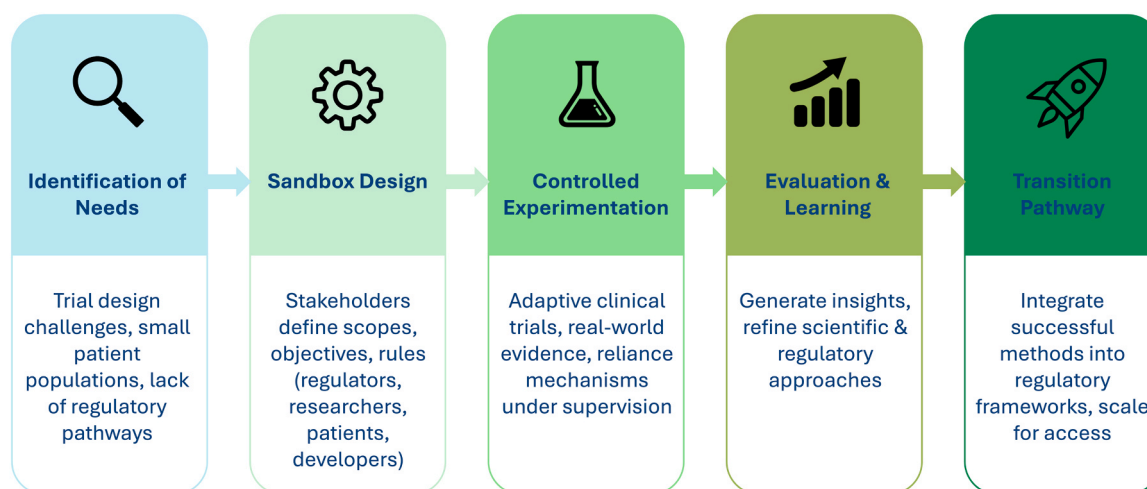 Identification of
Needs
Trial design
challenges, small
patient
populations, lack
of regulatory
pathways
Sandbox Design
Stakeholders
define scopes,
objectives, rules
(regulators,
researchers,
patients,
developers)
Controlled
Experimentation
Adaptive clinical
trials, real-world
evidence, reliance
mechanisms
under supervision
Evaluation &
Learning
Generate insights,
refine scientific &
regulatory
approaches
Transition
Pathway
Integrate
successful
methods into
regulatory
frameworks, scale
for access